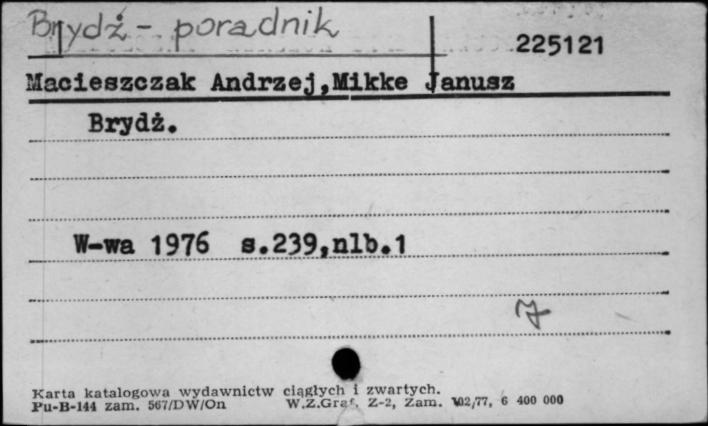 Brydż - poradnik
225121
Macieszczak Andrzej,Mikke Janusz
Brydż.
W-wa 1976 s.239,nlb.1
7
Karta katalogowa wydawnictw ciągłych i zwartych.
Pu-B-144 zam. 567/DW/On W.Z.Graf. Z-2, Zam. 102/77, 6 400 000